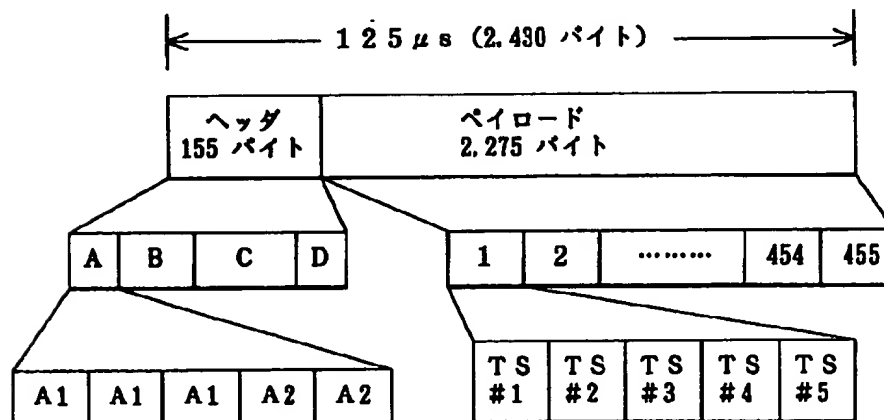 125μs (2.430 バイト)
ヘッダ
155 バイト
ペイロード
2.275 バイト
A B C D
1 2 ……… 454 455
A1 A1 A1 A2 A2
TS #1 TS #2 TS #3 TS #4 TS #5